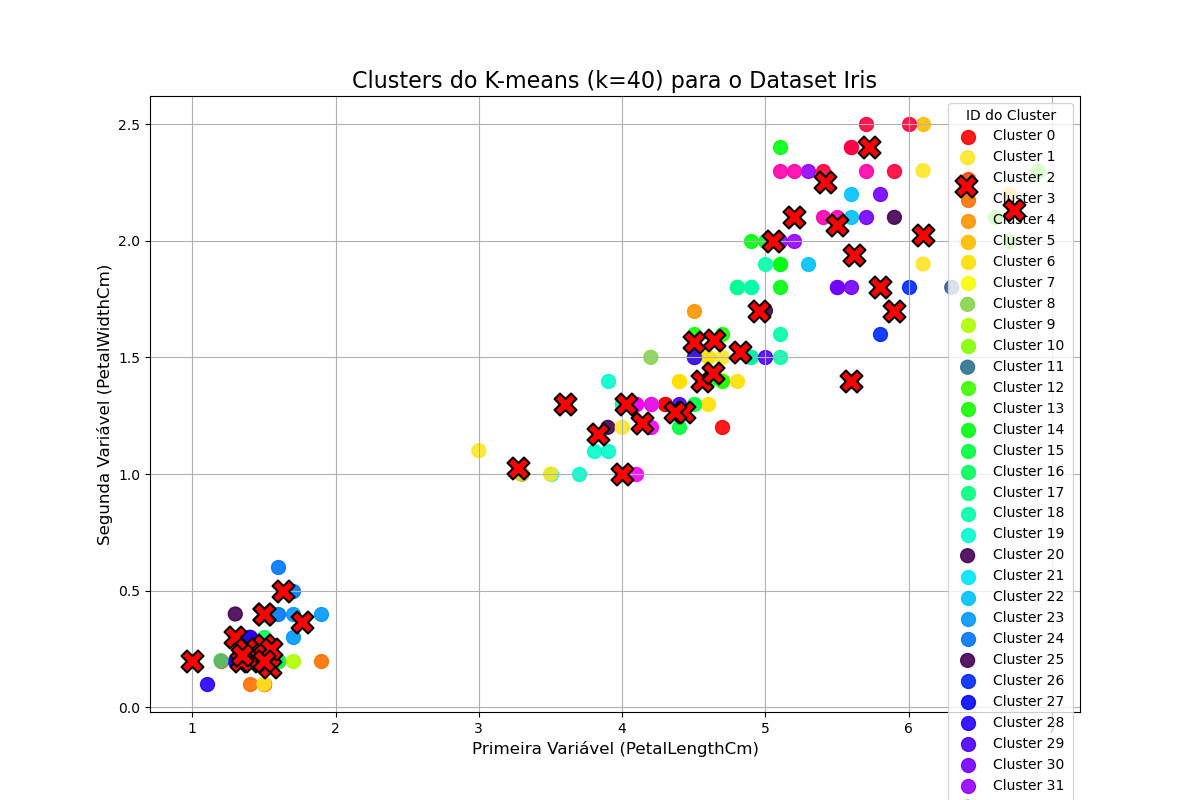 Clusters do K-means (k=40) para o Dataset Iris
Segunda Variável (PetalWidthCm)
2.5
2.0
1.5
1.0
0.5
0.0
1
2
3
4
5
6
7
Primeira Variável (PetalLengthCm)
ID do Cluster
Cluster 0
Cluster 1
Cluster 2
Cluster 3
Cluster 4
Cluster 5
Cluster 6
Cluster 7
Cluster 8
Cluster 9
Cluster 10
Cluster 11
Cluster 12
Cluster 13
Cluster 14
Cluster 15
Cluster 16
Cluster 17
Cluster 18
Cluster 19
Cluster 20
Cluster 21
Cluster 22
Cluster 23
Cluster 24
Cluster 25
Cluster 26
Cluster 27
Cluster 28
Cluster 29
Cluster 30
Cluster 31